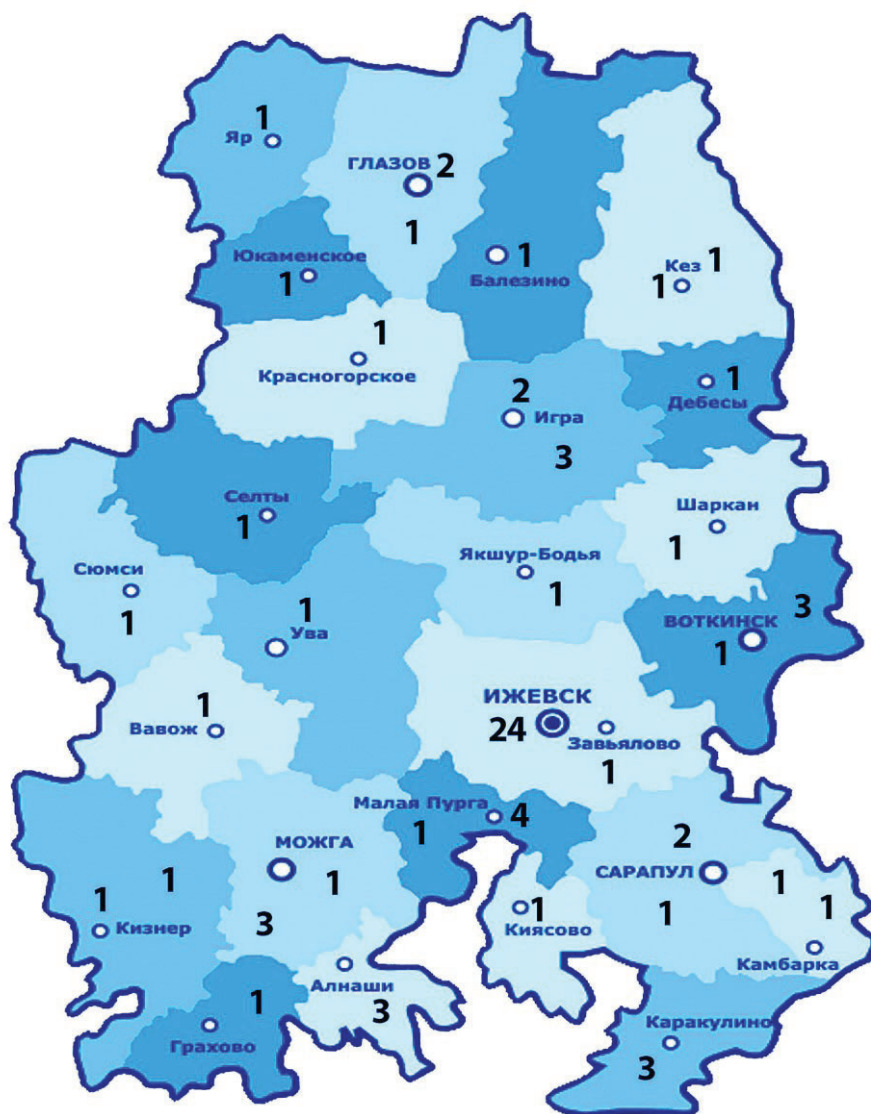 1
Яр
ГЛАЗОВ 2
1
Юкаменское
1
1
Балезино
1
Кез
1
1
Красногорское
2
Игра
3
1
Дебесы
Селты
1
Шаркан
1
Якшур-Бодья
1
Сюмси
1
1
Ува
3
ВОТКИНСК
1
1
Вавож
ИЖЕВСК
24
Завьялово
1
Малая Пурга
4
1
МОЖГА
1
3
2
САРАПУЛ
1
1
1
Камбарка
1
1
Кизнер
1
Киясово
Алнаши
3
1
Грахово
Каракулино
3